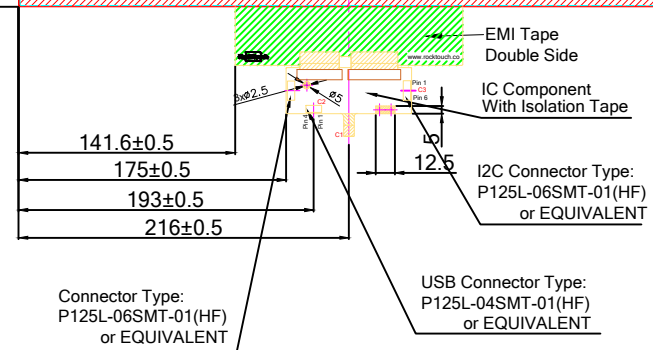 EMI Tape
Double Side
www.rocktouch.co
IC Component
With Isolation Tape
Pin 1
C3
Pin 6
3xø2.5
ø5
C2
Pin 4
Pin 1
C1
5
12.5
141.6±0.5
175±0.5
193±0.5
216±0.5
I2C Connector Type:
P125L-06SMT-01(HF)
or EQUIVALENT
USB Connector Type:
P125L-04SMT-01(HF)
or EQUIVALENT
Connector Type:
P125L-06SMT-01(HF)
or EQUIVALENT